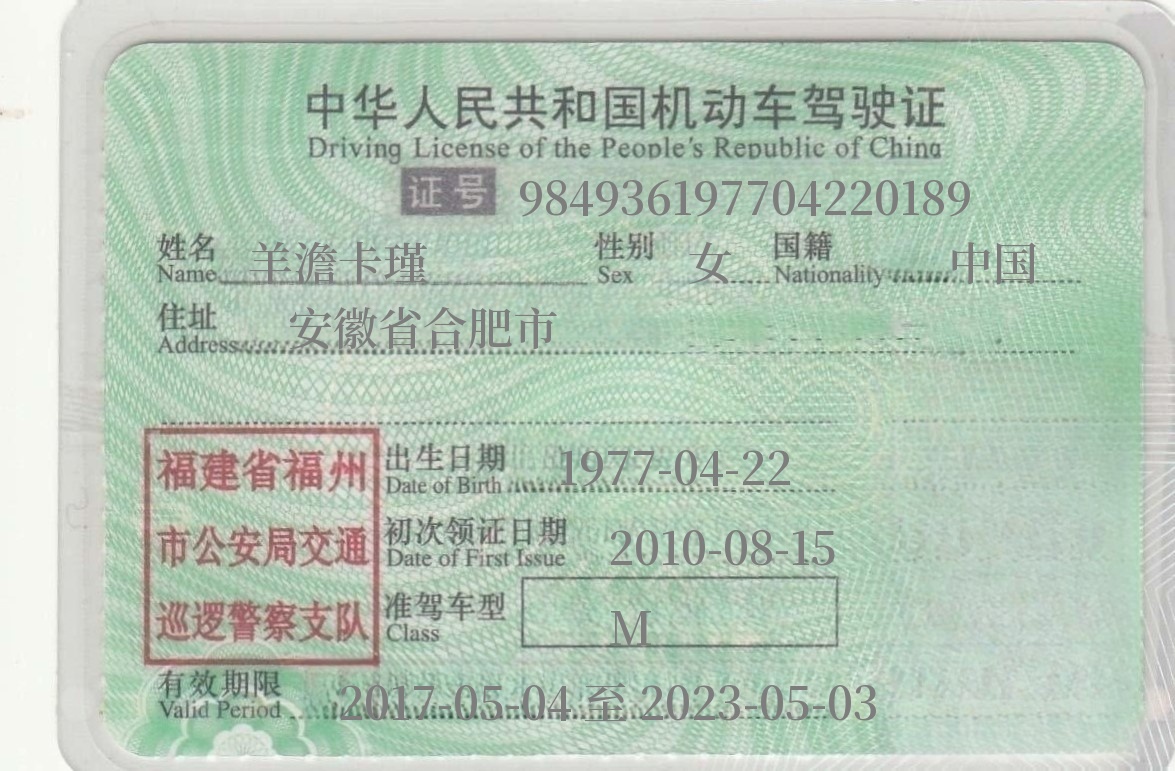 中华人民共和国机动车驾驶证
Driving License of the People's Republic of China
证号 984936197704220189
姓名 羊澹卡瑾 性别 女 国籍 中国
Name Sex Nationality
住址 安徽省合肥市
Address
福建省福州
市公安局交通
巡逻警察支队
出生日期 1977-04-22
Date of Birth
初次领证日期 2010-08-15
Date of First Issue
准驾车型 M
Class
有效期限 2017-05-04 至 2023-05-03
Valid Period